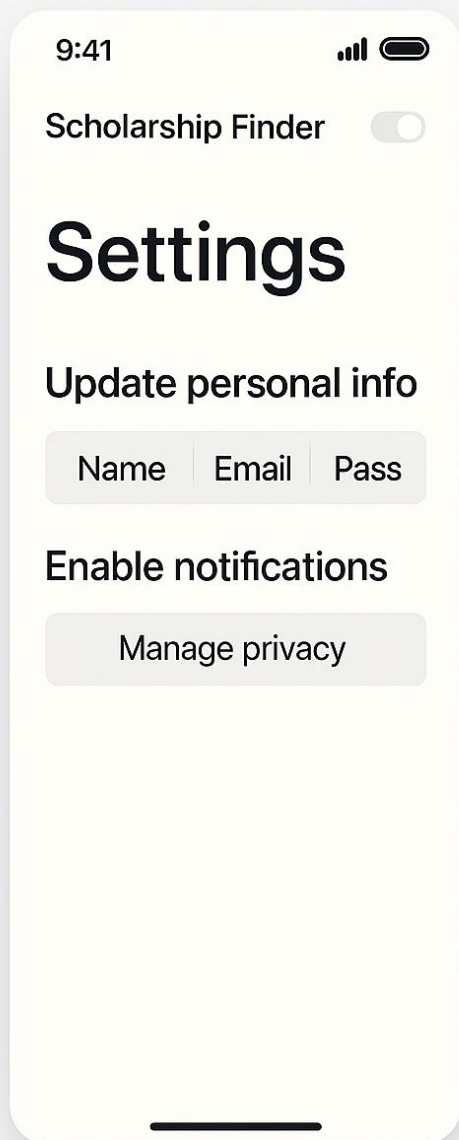 9:41
Scholarship Finder
Settings
Update personal info
Name Email Pass
Enable notifications
Manage privacy